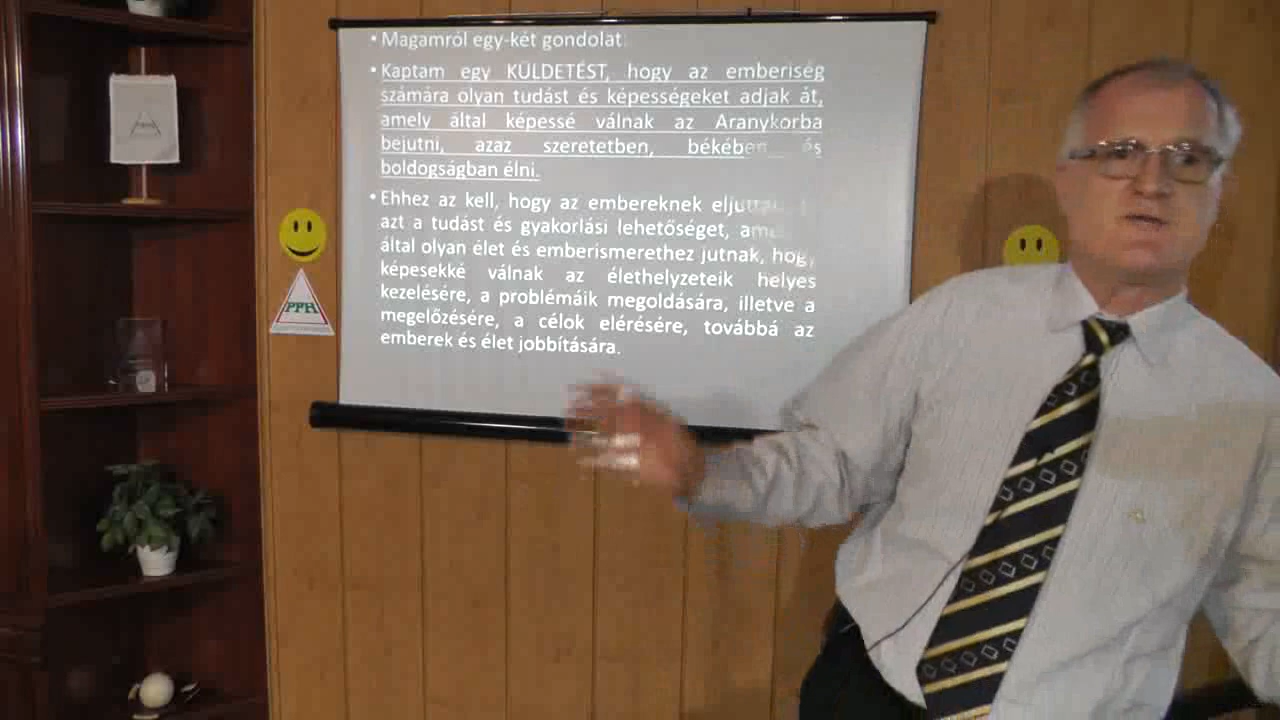 • Magamról egy-két gondolat
• Kaptam egy KÜLDETÉST, hogy az emberiség
számára olyan tudást és képességeket adjak át,
amely által képessé válnak az Aranykorba
bejutni, azaz szeretetben, békében és
boldogságban élni.
• Ehhez az kell, hogy az embereknek
azt a tudást és gyakorlási lehetőséget,
által olyan élet és emberismerethez jutnak, hogy
képesekké válnak az élethelyzeteik helyes
kezelésére, a problémáik megoldására, illetve a
megelőzésére, a célok elérésére, továbbá az
emberek és élet jobbítására.
PFH